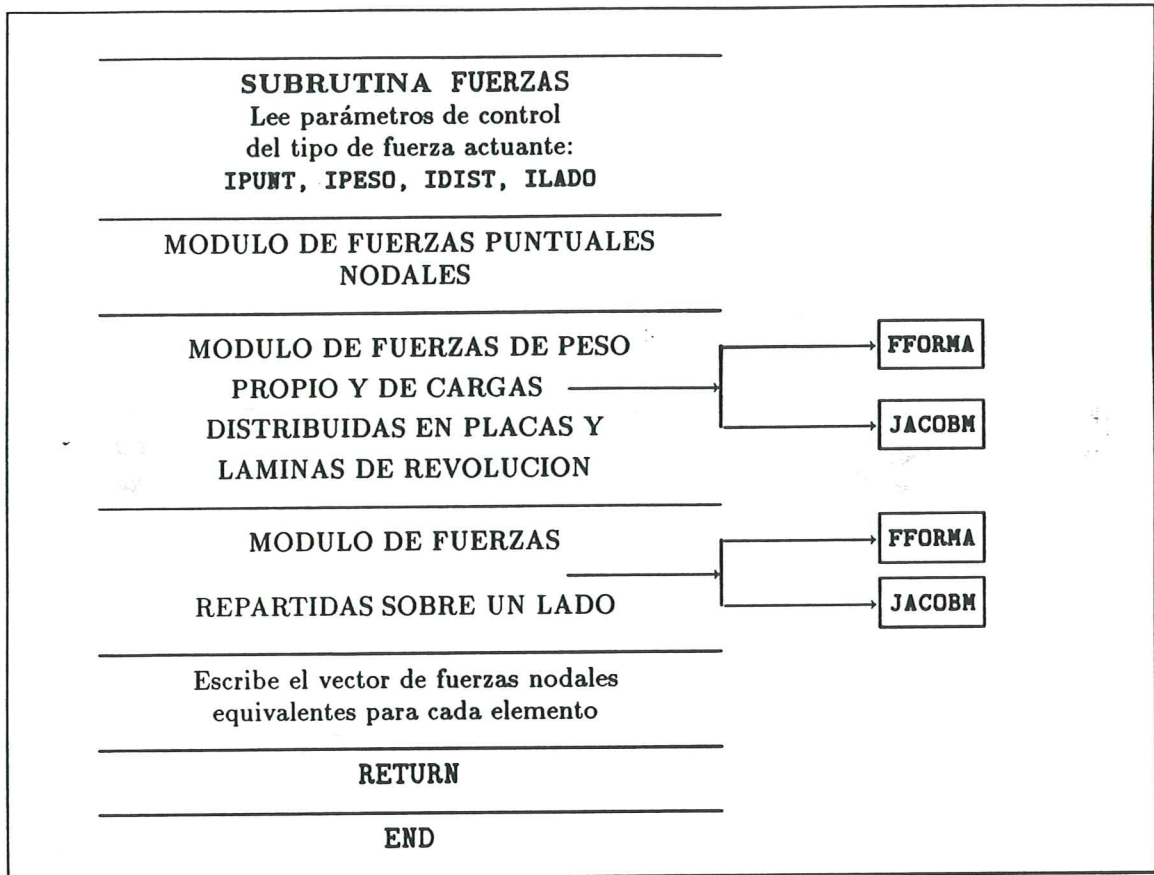 SUBRUTINA FUERZAS
Lee parámetros de control
del tipo de fuerza actuante:
IPUNT, IPESO, IDIST, ILADO
MODULO DE FUERZAS PUNTUALES
NODALES
MODULO DE FUERZAS DE PESO
PROPIO Y DE CARGAS
DISTRIBUIDAS EN PLACAS Y
LAMINAS DE REVOLUCION
FFORMA
JACOBM
MODULO DE FUERZAS
REPARTIDAS SOBRE UN LADO
FFORMA
JACOBM
Escribe el vector de fuerzas nodales
equivalentes para cada elemento
RETURN
END